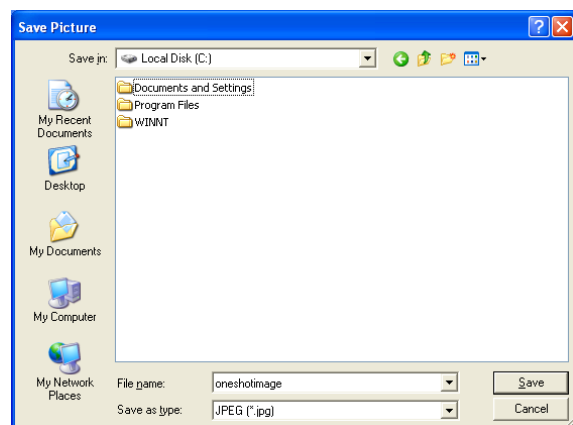 Save Picture
Save in:
Local Disk (C:)
My Recent
Documents
Desktop
My Documents
My Computer
My Network
Places
Documents and Settings
Program Files
WINNT
File name:
oneshotimage
Save
Save as type:
JPEG (*.jpg)
Cancel